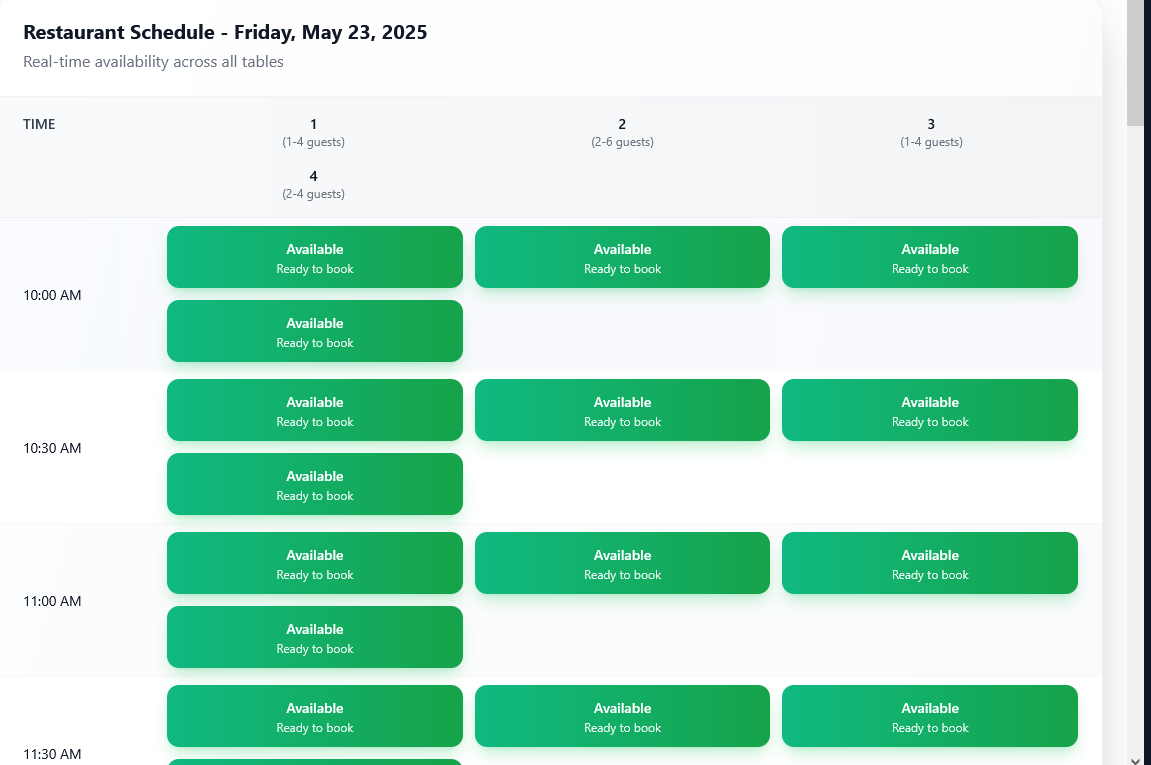 Restaurant Schedule - Friday, May 23, 2025
Real-time availability across all tables
TIME
1
(1-4 guests)
2
(2-6 guests)
3
(1-4 guests)
4
(2-4 guests)
10:00 AM
Available
Ready to book
Available
Ready to book
Available
Ready to book
Available
Ready to book
10:30 AM
Available
Ready to book
Available
Ready to book
Available
Ready to book
Available
Ready to book
11:00 AM
Available
Ready to book
Available
Ready to book
Available
Ready to book
Available
Ready to book
11:30 AM
Available
Ready to book
Available
Ready to book
Available
Ready to book